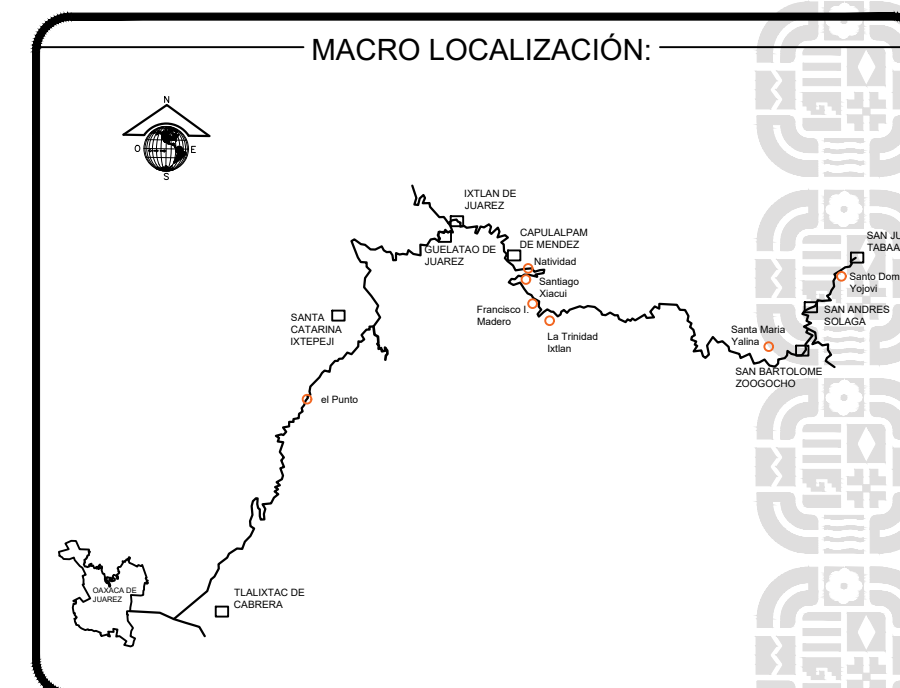 MACRO LOCALIZACIÓN:
N
O
E
S
IXTLAN DE
JUAREZ
GUELATAO DE
JUAREZ
CAPULALPAM
DE MENDEZ
Natividad
Santiago
Xiacui
Francisco I.
Madero
La Trinidad
Ixtlan
SANTA
CATARINA
IXTEPEJI
el Punto
SAN JU
TABAA
Santo Dom
Yojovi
SAN ANDRES
SOLAGA
Santa Maria
Yalina
SAN BARTOLOME
ZOOGOCHO
OAXACA DE
JUAREZ
TLALIXTAC DE
CABRERA